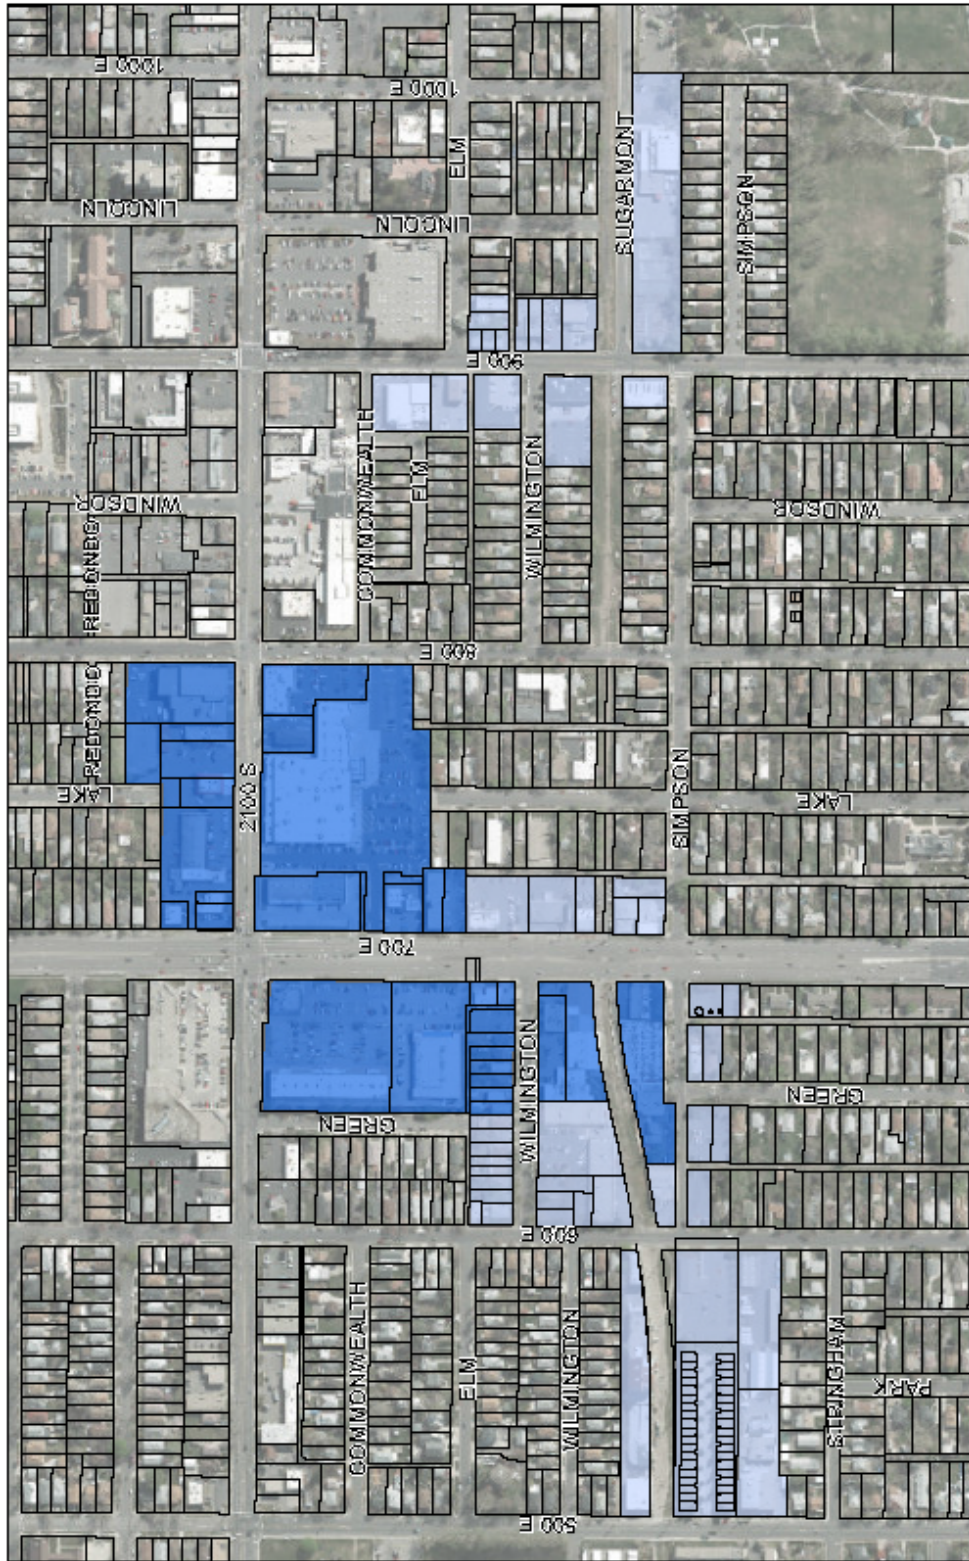 1000 E
1000 E
LINCOLN
ELM
LINCOLN
SUGARMONT
SIMPSON
900 E
COMMONWEALTH
ELM
WILMINGTON
WINDSOR
WINDSOR
REDONDO
800 E
REDONDO
LAKE
2100 S
SIMPSON
LAKE
700 E
WILMINGTON
GREEN
GREEN
600 E
COMMONWEALTH
ELM
WILMINGTON
STRINGHAM
PARK
500 E